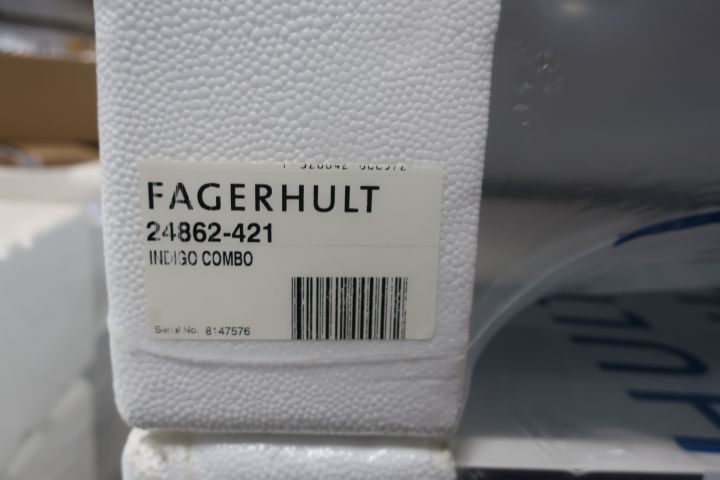 FAGERHULT
24862-421
INDIGO COMBO
Serial No. 8147576